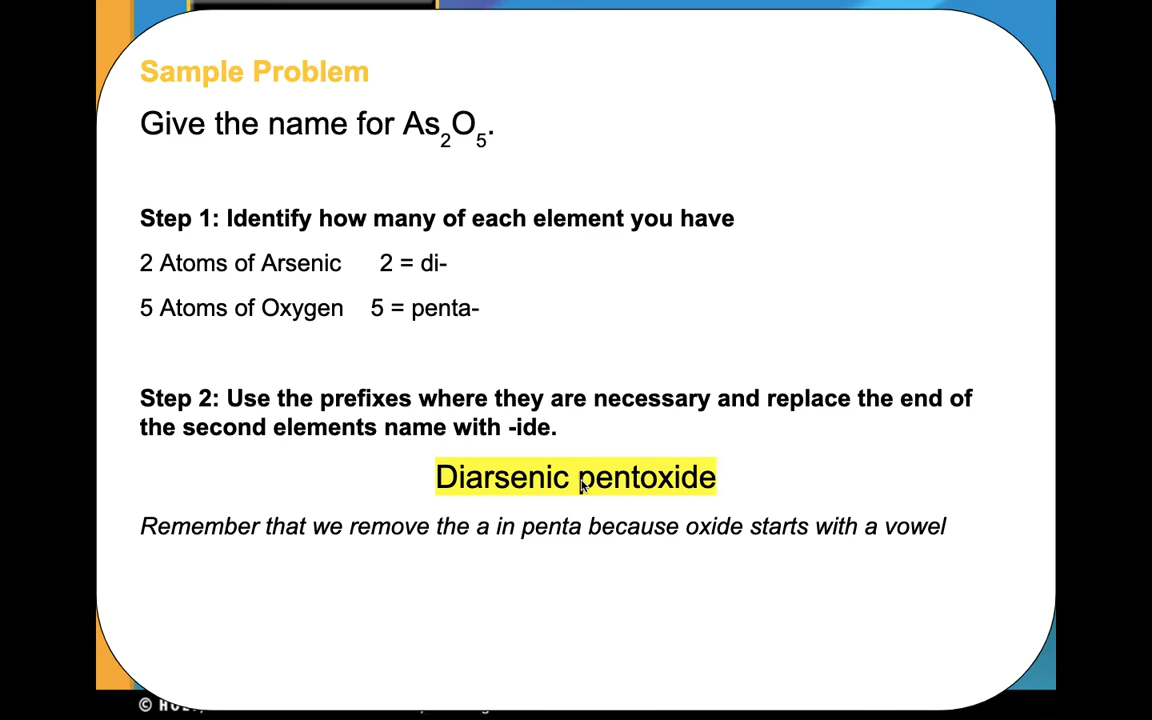 Sample Problem
Give the name for As₂O₅.
Step 1: Identify how many of each element you have
2 Atoms of Arsenic 2 = di-
5 Atoms of Oxygen 5 = penta-
Step 2: Use the prefixes where they are necessary and replace the end of
the second elements name with -ide.
Diarsenic pentoxide
Remember that we remove the a in penta because oxide starts with a vowel
©